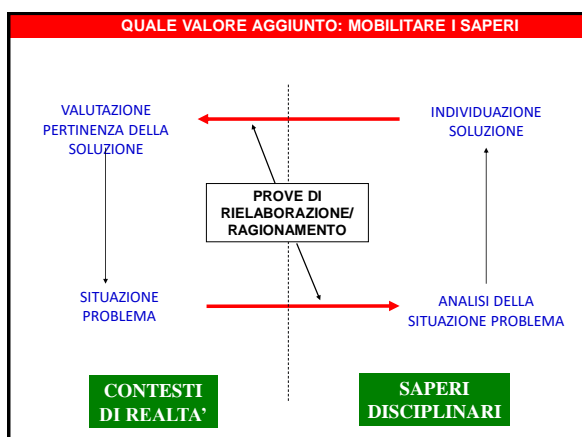 QUALE VALORE AGGIUNTO: MOBILITARE I SAPERI
VALUTAZIONE
PERTINENZA DELLA
SOLUZIONE
INDIVIDUAZIONE
SOLUZIONE
PROVE DI
RIELABORAZIONE/
RAGIONAMENTO
SITUAZIONE
PROBLEMA
ANALISI DELLA
SITUAZIONE PROBLEMA
CONTESTI
DI REALTA’
SAPERI
DISCIPLINARI